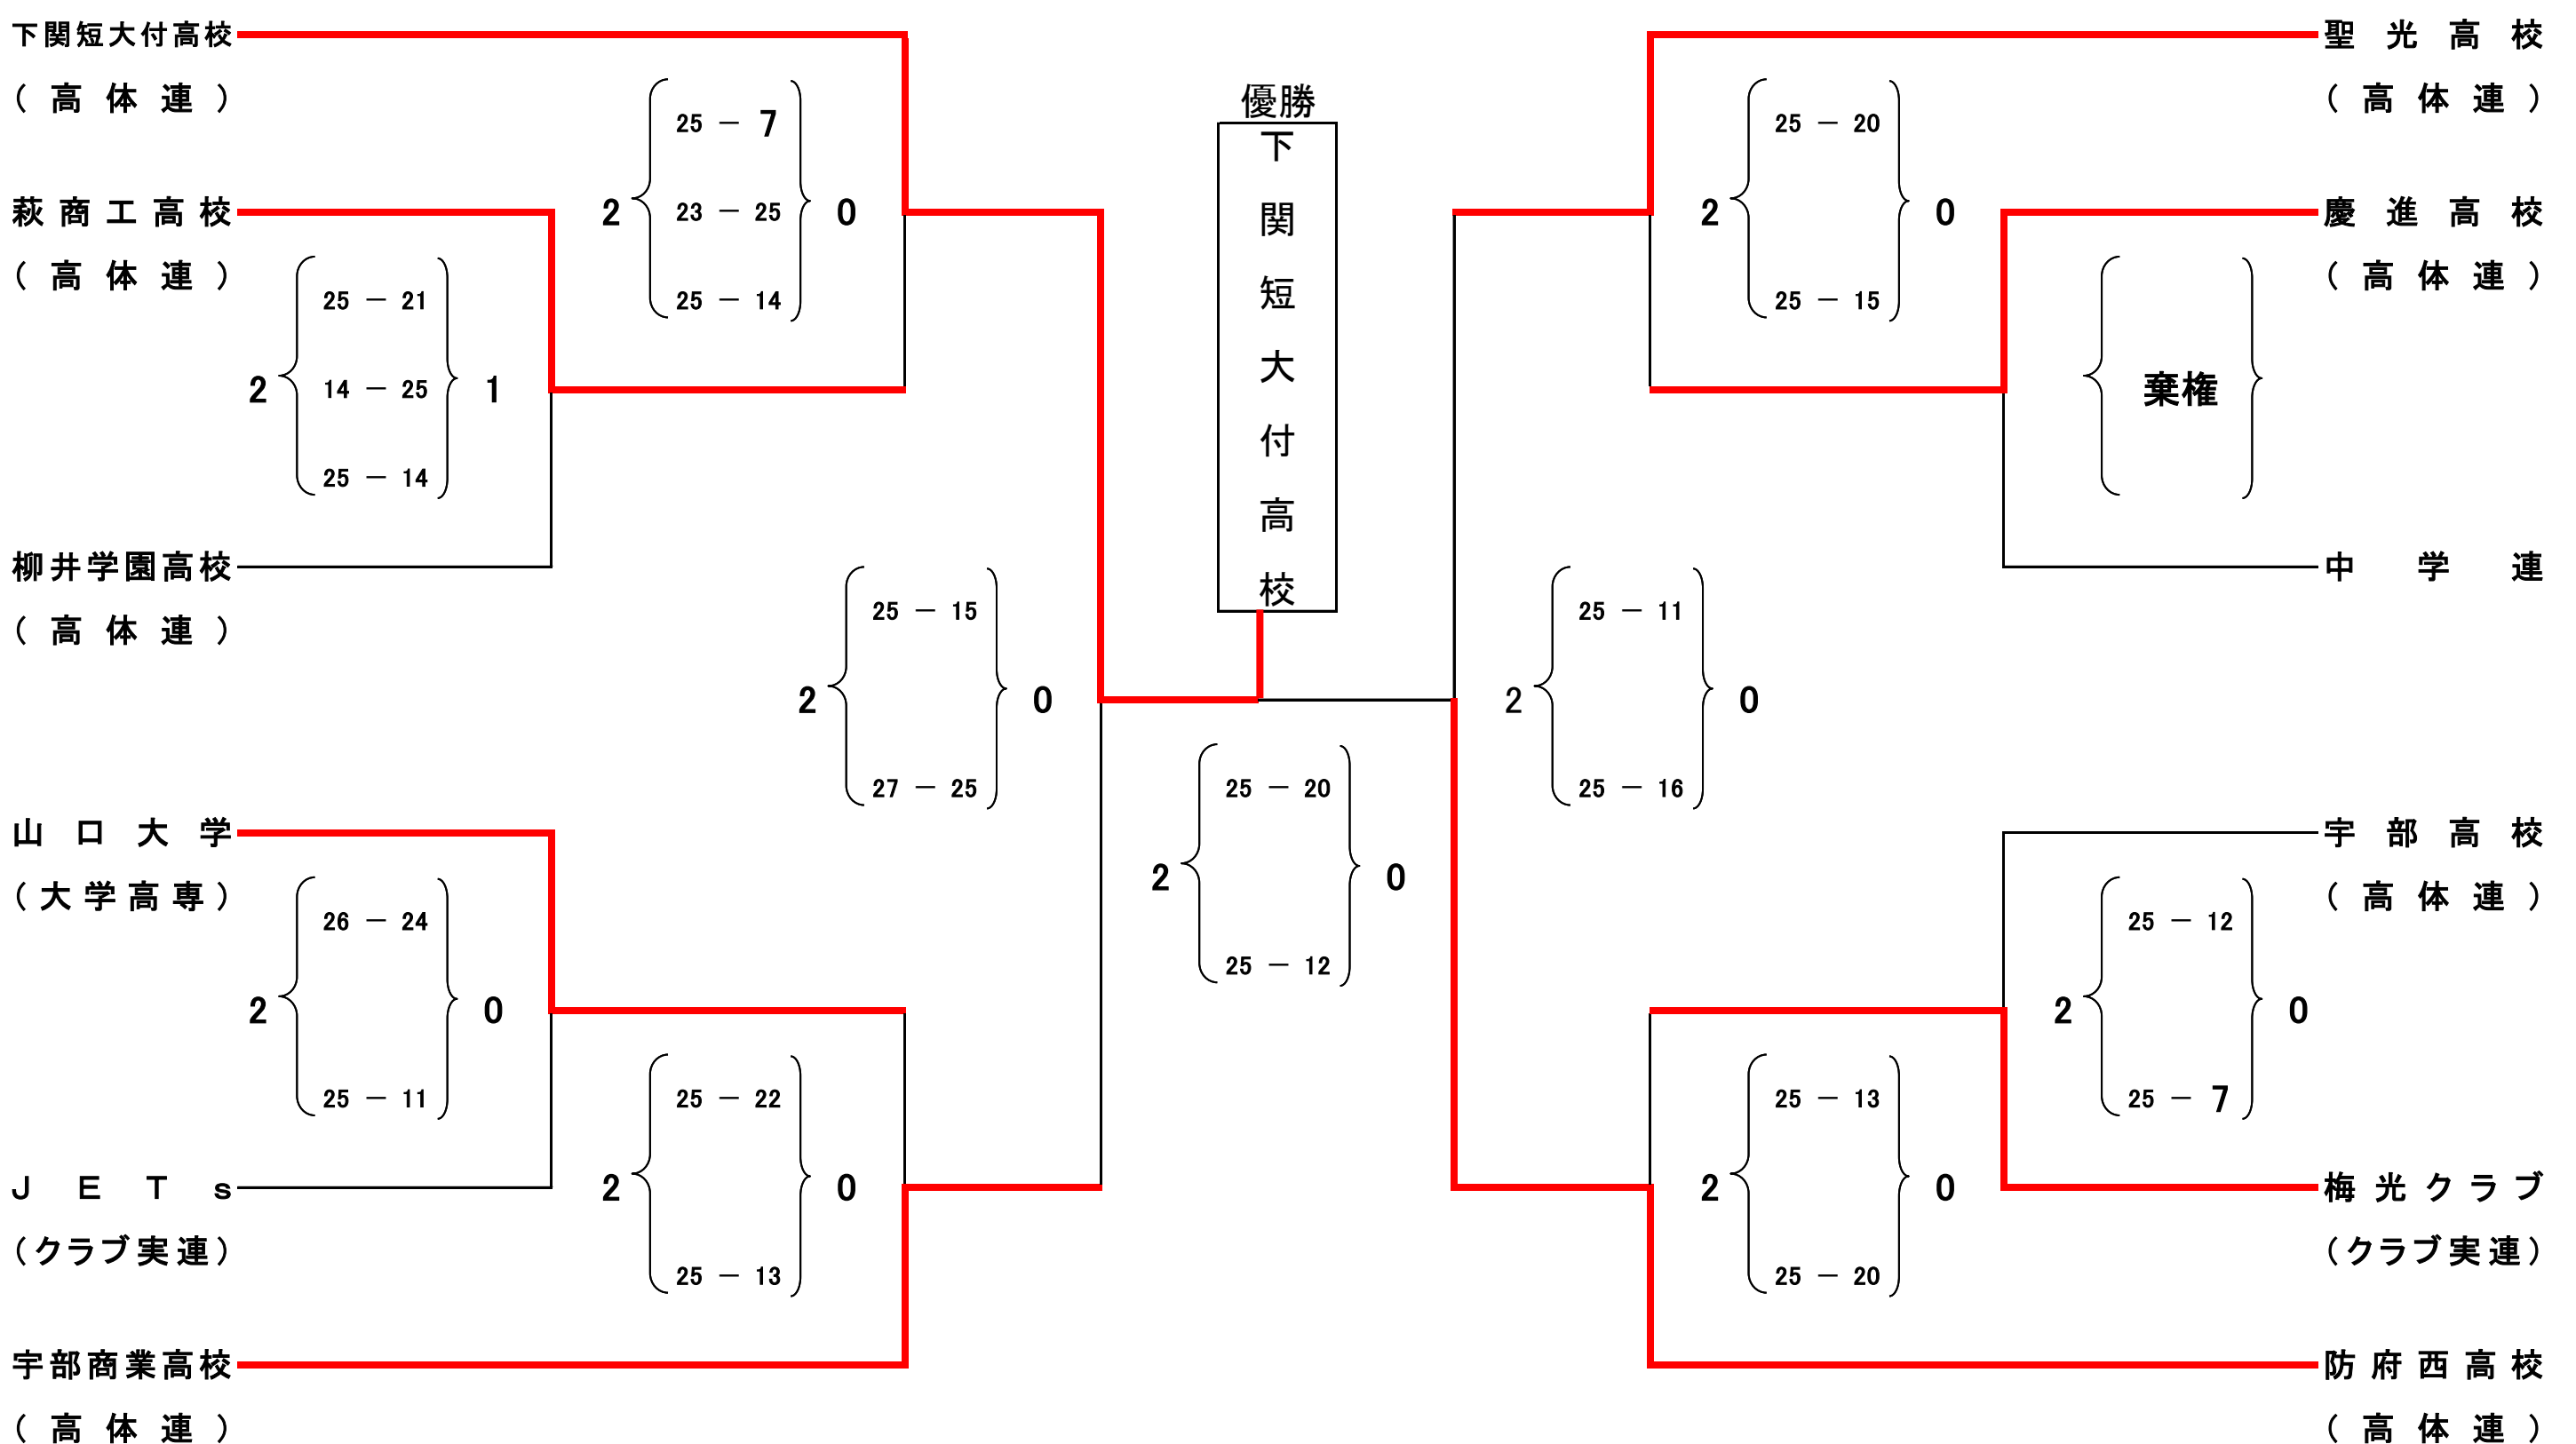 下関短大付高校
(高体連)
萩商工高校
(高体連)
柳井学園高校
(高体連)
山口大学
(大学高専)
JETs
(クラブ実連)
宇部商業高校
(高体連)
2
25 − 21
14 − 25
25 − 14
1
2
25 − 7
23 − 25
25 − 14
0
2
26 − 24
25 − 11
0
2
25 − 22
25 − 13
0
2
25 − 15
27 − 25
0
優勝
下関短大付高校
2
25 − 20
25 − 12
0
2
25 − 11
25 − 16
0
2
25 − 20
25 − 15
0
棄権
2
25 − 12
25 − 7
0
2
25 − 13
25 − 20
0
聖光高校
(高体連)
慶進高校
(高体連)
中学連
宇部高校
(高体連)
梅光クラブ
(クラブ実連)
防府西高校
(高体連)